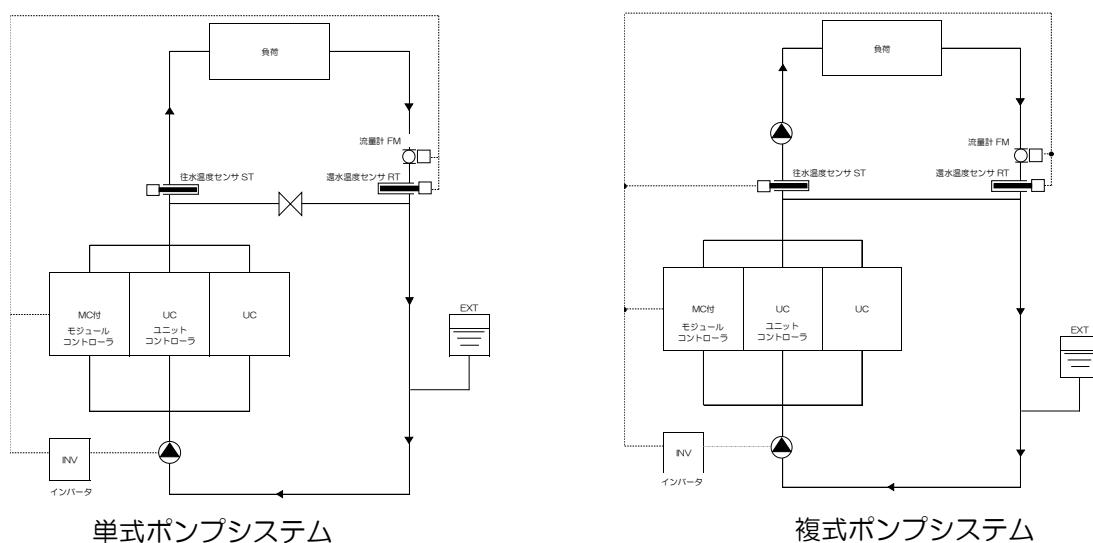 負荷
流量計 FM
往水温度センサ ST
還水温度センサ RT
MC付
モジュール
コントローラ
UC
ユニット
コントローラ
UC
EXT
INV
インバータ
単式ポンプシステム
負荷
流量計 FM
往水温度センサ ST
還水温度センサ RT
MC付
モジュール
コントローラ
UC
ユニット
コントローラ
UC
EXT
INV
インバータ
複式ポンプシステム